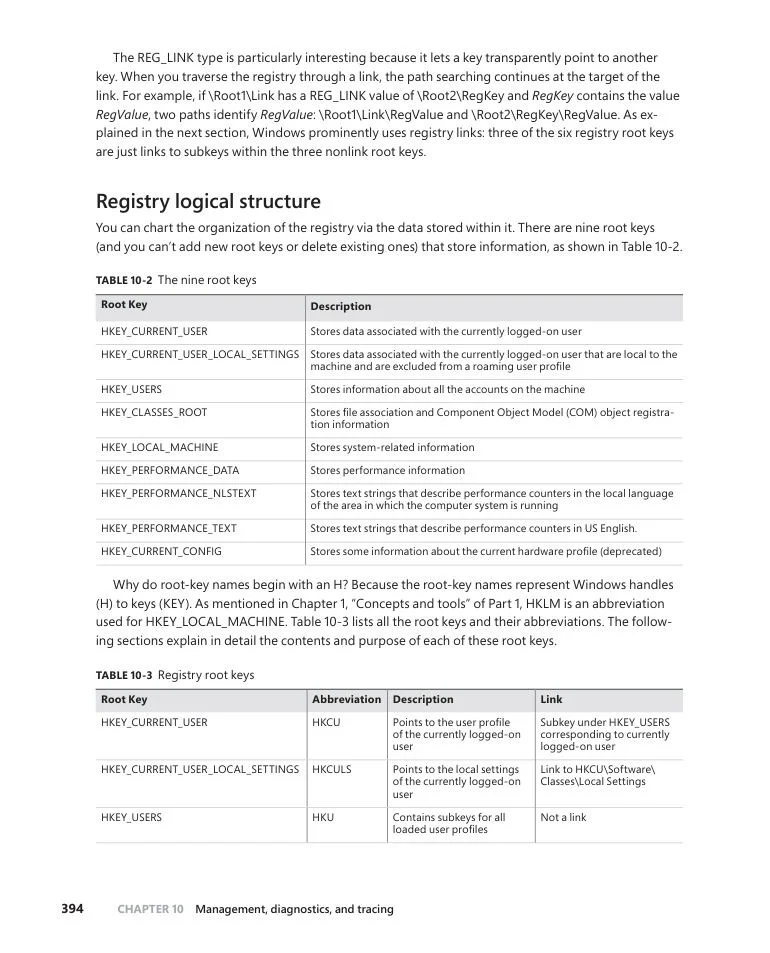 The REG_LINK type is particularly interesting because it lets a key transparently point to another
key. When you traverse the registry through a link, the path searching continues at the target of the
link. For example, if \Root1\Link has a REG_LINK value of \Root2\RegKey and RegKey contains the value
RegValue, two paths identify RegValue: \Root1\Link\RegValue and \Root2\RegKey\RegValue. As ex-
plained in the next section, Windows prominently uses registry links: three of the six registry root keys
are just links to subkeys within the three nonlink root keys.
Registry logical structure
You can chart the organization of the registry via the data stored within it. There are nine root keys
(and you can’t add new root keys or delete existing ones) that store information, as shown in Table 10-2.
TABLE 10-2 The nine root keys
Root Key Description
HKEY_CURRENT_USER Stores data associated with the currently logged-on user
HKEY_CURRENT_USER_LOCAL_SETTINGS Stores data associated with the currently logged-on user that are local to the
machine and are excluded from a roaming user profile
HKEY_USERS Stores information about all the accounts on the machine
HKEY_CLASSES_ROOT Stores file association and Component Object Model (COM) object registra-
tion information
HKEY_LOCAL_MACHINE Stores system-related information
HKEY_PERFORMANCE_DATA Stores performance information
HKEY_PERFORMANCE_NLSTEXT Stores text strings that describe performance counters in the local language
of the area in which the computer system is running
HKEY_PERFORMANCE_TEXT Stores text strings that describe performance counters in US English.
HKEY_CURRENT_CONFIG Stores some information about the current hardware profile (deprecated)
Why do root-key names begin with an H? Because the root-key names represent Windows handles
(H) to keys (KEY). As mentioned in Chapter 1, “Concepts and tools” of Part 1, HKLM is an abbreviation
used for HKEY_LOCAL_MACHINE. Table 10-3 lists all the root keys and their abbreviations. The follow-
ing sections explain in detail the contents and purpose of each of these root keys.
TABLE 10-3 Registry root keys
Root Key Abbreviation Description Link
HKEY_CURRENT_USER HKCU Points to the user profile Subkey under HKEY_USERS
of the currently logged-on corresponding to currently
user logged-on user
HKEY_CURRENT_USER_LOCAL_SETTINGS HKCULS Points to the local settings Link to HKCU\Software\
of the currently logged-on Classes\Local Settings
user
HKEY_USERS HKU Contains subkeys for all Not a link
loaded user profiles
394 CHAPTER 10 Management, diagnostics, and tracing